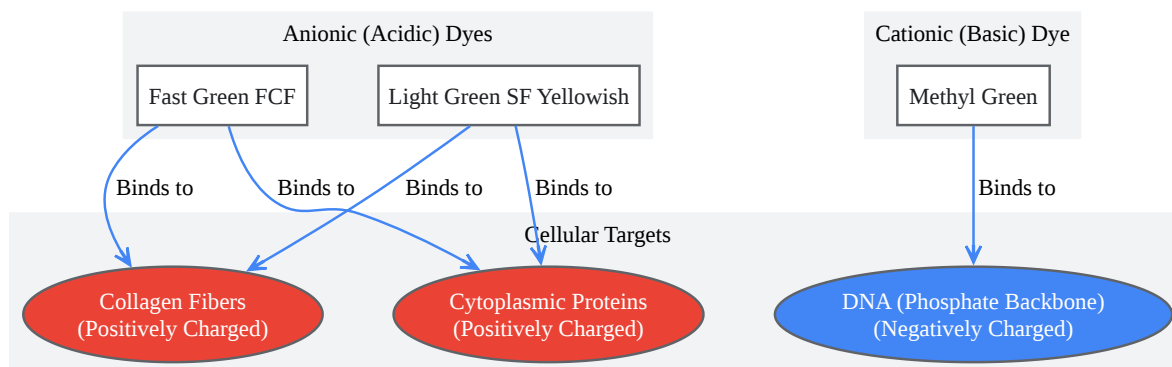 Anionic (Acidic) Dyes
Cationic (Basic) Dye
Fast Green FCF
Light Green SF Yellowish
Methyl Green
Binds to
Binds to
Binds to
Binds to
Binds to
Cellular Targets
Collagen Fibers
(Positively Charged)
Cytoplasmic Proteins
(Positively Charged)
DNA (Phosphate Backbone)
(Negatively Charged)